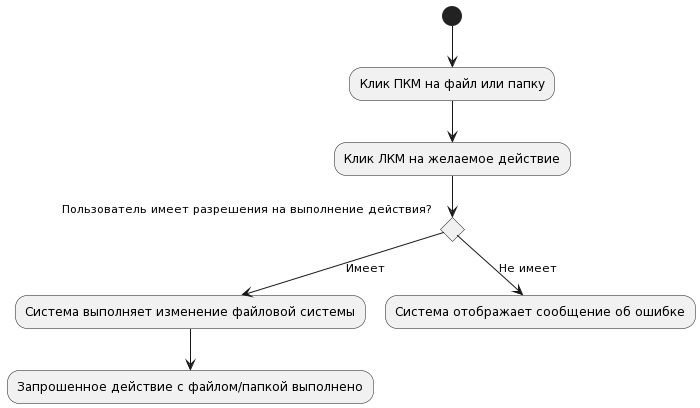 Клик ПКМ на файл или папку
Клик ЛКМ на желаемое действие
Пользователь имеет разрешения на выполнение действия?
Имеет
Не имеет
Система выполняет изменение файловой системы
Система отображает сообщение об ошибке
Запрошенное действие с файлом/папкой выполнено